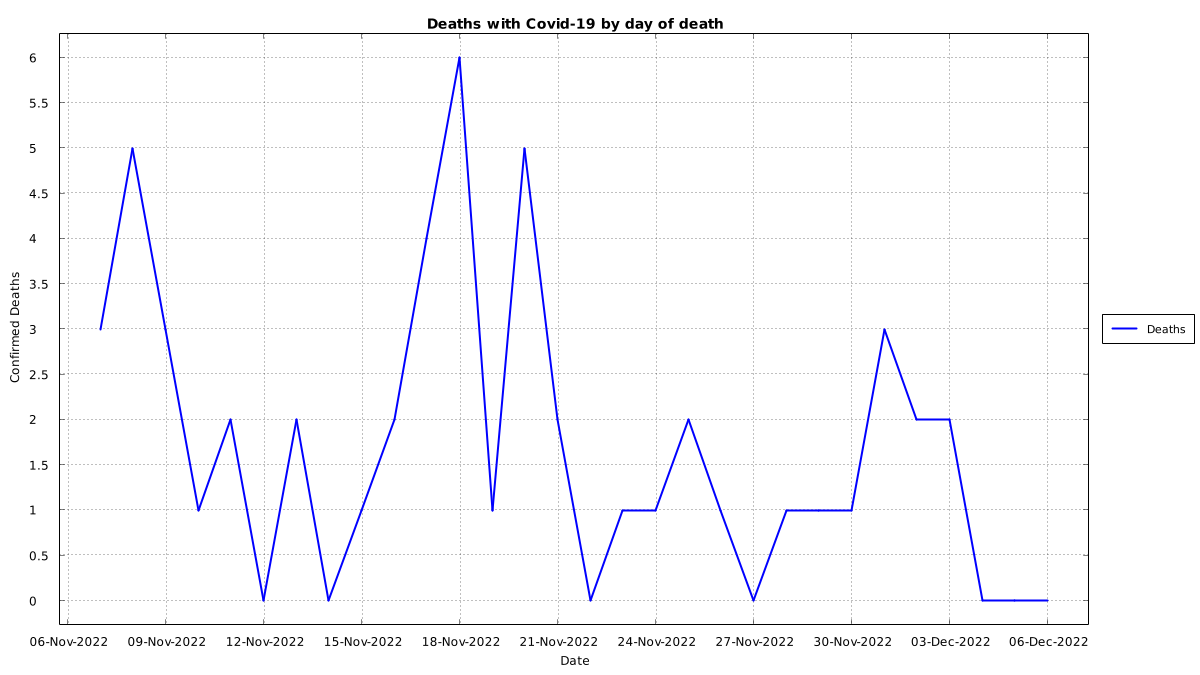 Deaths with Covid-19 by day of death
6
5.5
5
4.5
4
3.5
3
2.5
2
1.5
1
0.5
0
Confirmed Deaths
06-Nov-2022 09-Nov-2022 12-Nov-2022 15-Nov-2022 18-Nov-2022 21-Nov-2022 24-Nov-2022 27-Nov-2022 30-Nov-2022 03-Dec-2022 06-Dec-2022
Date
Deaths